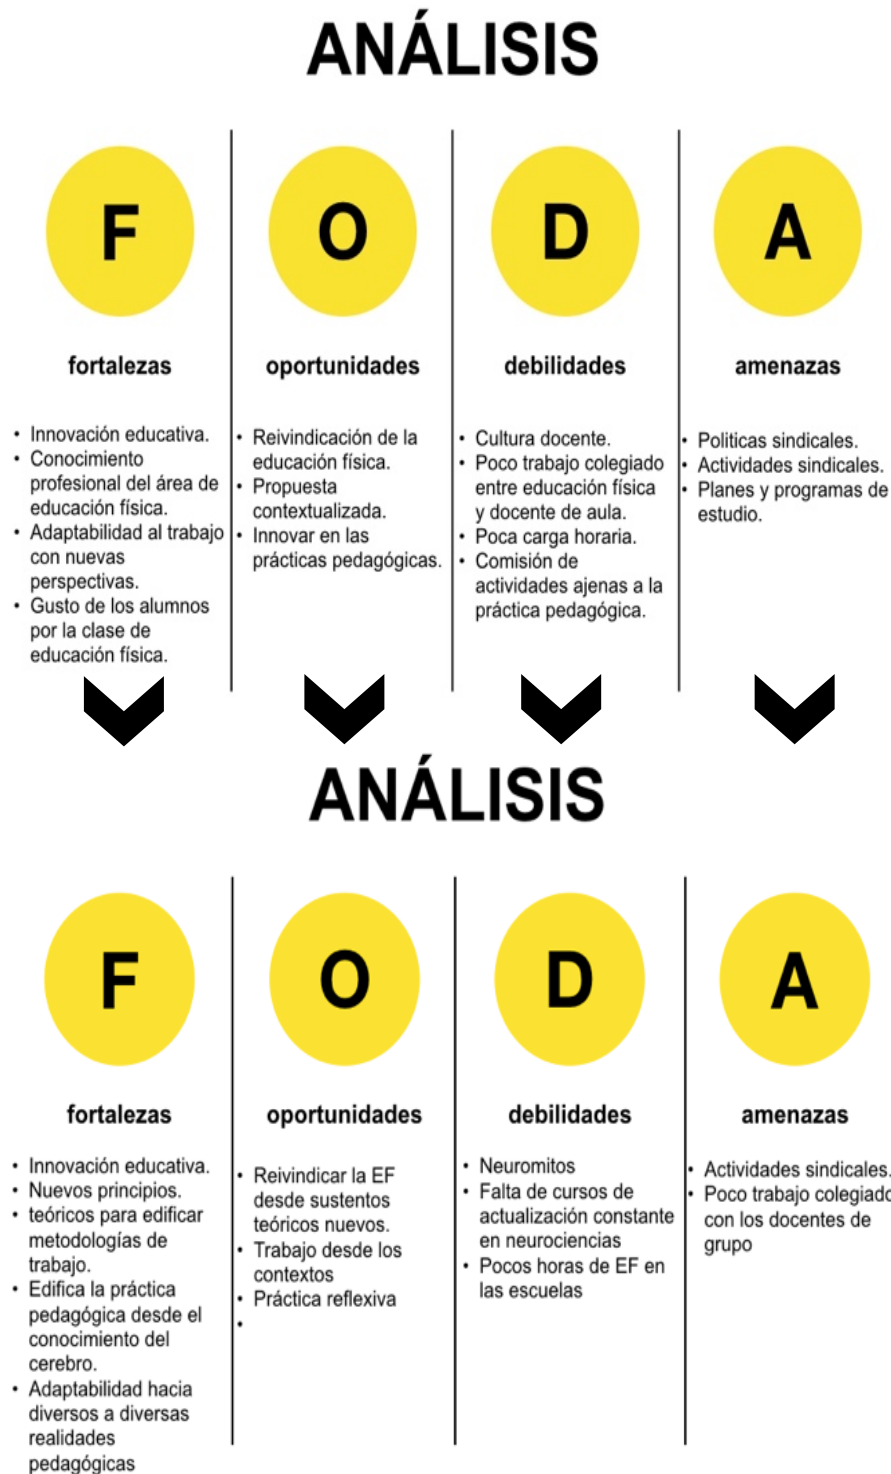 ANÁLISIS
F
fortalezas
• Innovación educativa.
• Conocimiento
profesional del área de
educación física.
• Adaptabilidad al trabajo
con nuevas
perspectivas.
• Gusto de los alumnos
por la clase de
educación física.
O
oportunidades
• Reivindicación de la
educación física.
• Propuesta
contextualizada.
• Innovar en las
prácticas pedagógicas.
D
debilidades
• Cultura docente.
• Poco trabajo colegiado
entre educación física
y docente de aula.
• Poca carga horaria.
• Comisión de
actividades ajenas a la
práctica pedagógica.
A
amenazas
• Politicas sindicales.
• Actividades sindicales.
• Planes y programas de
estudio.
ANÁLISIS
F
fortalezas
• Innovación educativa.
• Nuevos principios.
• teóricos para edificar
metodologías de
trabajo.
• Edifica la práctica
pedagógica desde el
conocimiento del
cerebro.
• Adaptabilidad hacia
diversos a diversas
realidades
pedagógicas
O
oportunidades
• Reivindicar la EF
desde sustentos
teóricos nuevos.
• Trabajo desde los
contextos
• Práctica reflexiva
•
D
debilidades
• Neuromitos
• Falta de cursos de
actualización constante
en neurociencias
• Pocos horas de EF en
las escuelas
A
amenazas
• Actividades sindicales.
• Poco trabajo colegiado
con los docentes de
grupo